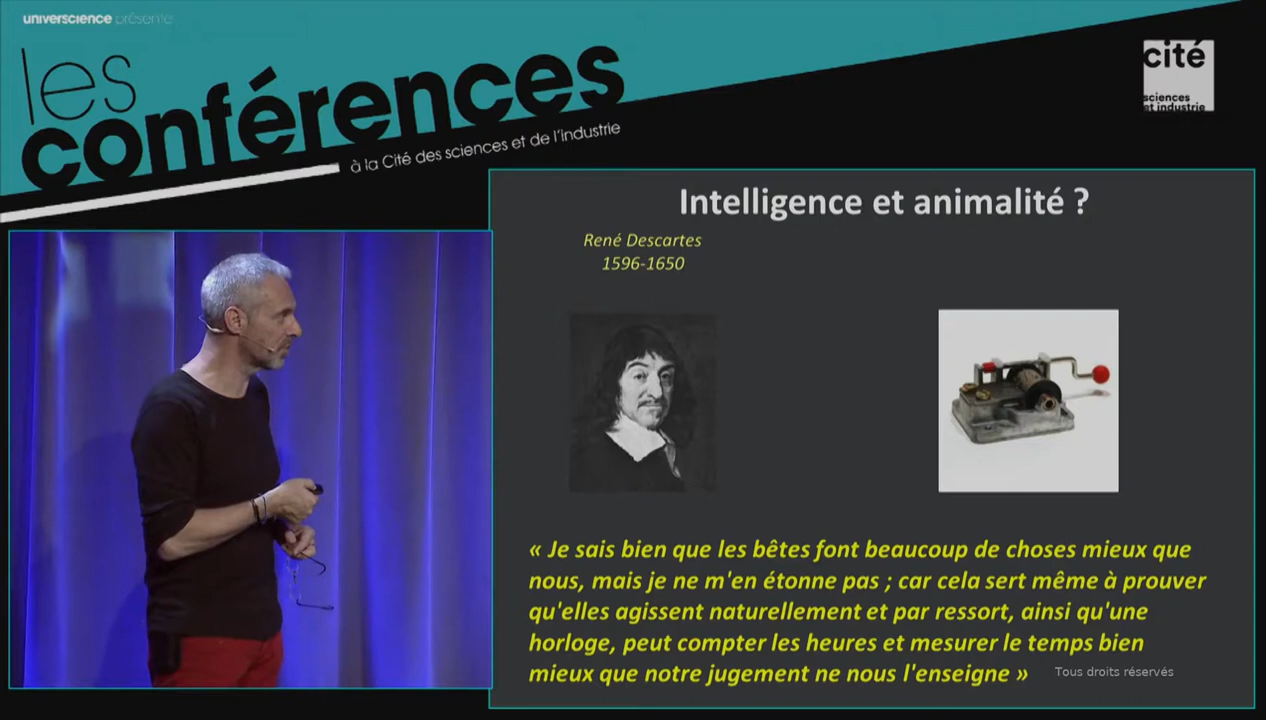 universcience présente
les
conférences
à la Cité des sciences et de l'industrie
cité
sciences
et industrie
Intelligence et animalité ?
René Descartes
1596-1650
« Je sais bien que les bêtes font beaucoup de choses mieux que
nous, mais je ne m'en étonne pas ; car cela sert même à prouver
qu'elles agissent naturellement et par ressort, ainsi qu'une
horloge, peut compter les heures et mesurer le temps bien
mieux que notre jugement ne nous l'enseigne »
Tous droits réservés